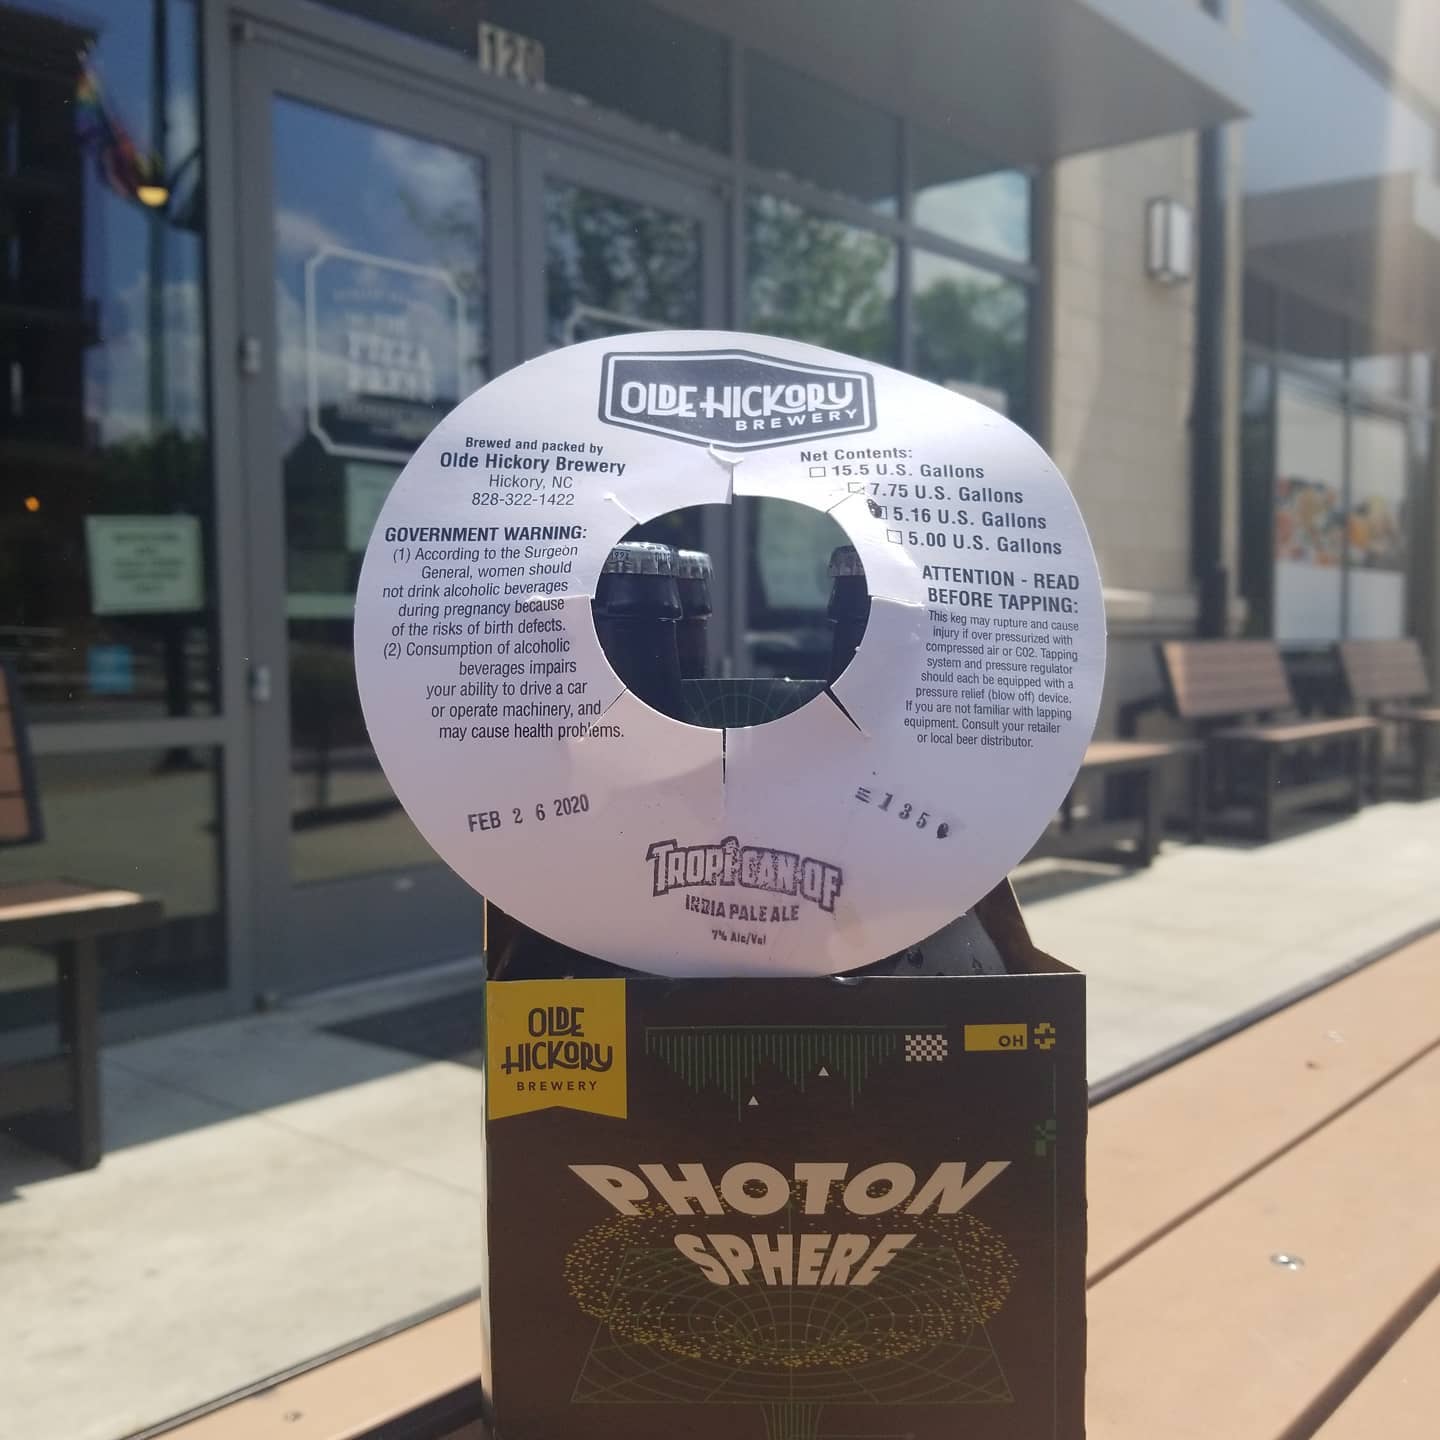 120
PIZZA
OLDE HICKORY
BREWERY
Brewed and packed by
Olde Hickory Brewery
Hickory, NC
828-322-1422
GOVERNMENT WARNING:
(1) According to the Surgeon
General, women should
not drink alcoholic beverages
during pregnancy because
of the risks of birth defects.
(2) Consumption of alcoholic
beverages impairs
your ability to drive a car
or operate machinery, and
may cause health problems.
Net Contents:
15.5 U.S. Gallons
7.75 U.S. Gallons
5.16 U.S. Gallons
5.00 U.S. Gallons
ATTENTION - READ
BEFORE TAPPING:
This keg may rupture and cause
injury if over pressurized with
compressed air or CO2. Tapping
system and pressure regulator
should each be equipped with a
pressure relief (blow off) device.
If you are not familiar with tapping
equipment. Consult your retailer
or local beer distributor.
FEB 26 2020
TROPICAN-OF
INDIA PALE ALE
7% Alc/Vol
OLDE
HICKORY
BREWERY
OH
PHOTON
SPHERE